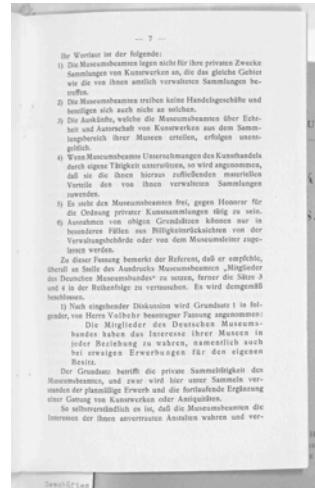 — 7 —
Ihr Wortlaut ist der folgende:
1) Die Museumsbeamten legen nicht für ihre privaten Zwecke
Sammlungen von Kunstwerken an, die das gleiche Gebiet
wie die von ihnen amtlich verwalteten Sammlungen be-
treffen.
2) Die Museumsbeamten treiben keine Handelsgeschäfte und
beteiligen sich auch nicht an solchen.
3) Die Auskünfte, welche die Museumsbeamten über Echt-
heit und Autorschaft von Kunstwerken aus dem Samm-
lungsbereich ihrer Museen erteilen, erfolgen unent-
geltlich.
4) Wenn Museumsbeamte Unternehmungen des Kunsthandels
durch eigene Tätigkeit unterstützen, so wird angenommen,
daß sie die ihnen hieraus zufließenden materiellen
Vorteile den von ihnen verwalteten Sammlungen
zuwenden.
5) Es steht den Museumsbeamten frei, gegen Honorar für
die Ordnung privater Kunstsammlungen tätig zu sein.
6) Ausnahmen von obigen Grundsätzen können nur in
besonderen Fällen aus Billigkeitsrücksichten von der
Verwaltungsbehörde oder von dem Museumsleiter zuge-
lassen werden.
Zu dieser Fassung bemerkt der Referent, daß er empfiehlt,
überall an Stelle des Ausdrucks Museumsbeamten „Mitglieder
des Deutschen Museumsbundes“ zu setzen, ferner die Sätze 3
und 4 in der Reihenfolge zu vertauschen. Es wird demgemäß
beschlossen.
1) Nach eingehender Diskussion wird Grundsatz 1 in fol-
gender, von Herrn Volbehr beantragter Fassung angenommen:
Die Mitglieder des Deutschen Museums-
bundes haben das Interesse ihrer Museen in
jeder Beziehung zu wahren, namentlich auch
bei etwaigen Erwerbungen für den eigenen
Besitz.
Der Grundsatz betrifft die private Sammeltätigkeit des
Museumsbeamten, und zwar wird hier unter Sammeln ver-
standen der planmäßige Erwerb und die fortlaufende Ergänzung
einer Gattung von Kunstwerken oder Antiquitäten.
So selbstverständlich es ist, daß die Museumsbeamten die
Interessen der ihnen anvertrauten Anstalten wahren und ver-